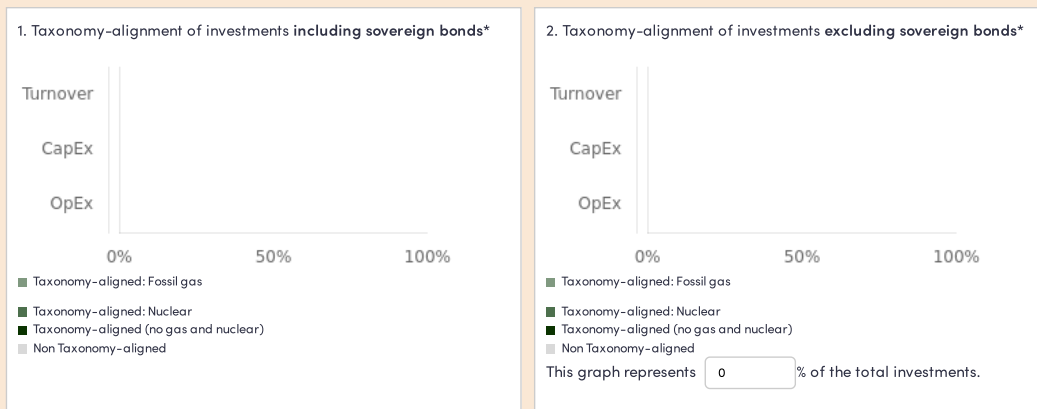 1. Taxonomy-alignment of investments including sovereign bonds*
Turnover
CapEx
OpEx
0% 50% 100%
Taxonomy-aligned: Fossil gas
Taxonomy-aligned: Nuclear
Taxonomy-aligned (no gas and nuclear)
Non Taxonomy-aligned
2. Taxonomy-alignment of investments excluding sovereign bonds*
Turnover
CapEx
OpEx
0% 50% 100%
Taxonomy-aligned: Fossil gas
Taxonomy-aligned: Nuclear
Taxonomy-aligned (no gas and nuclear)
Non Taxonomy-aligned
This graph represents 0 % of the total investments.